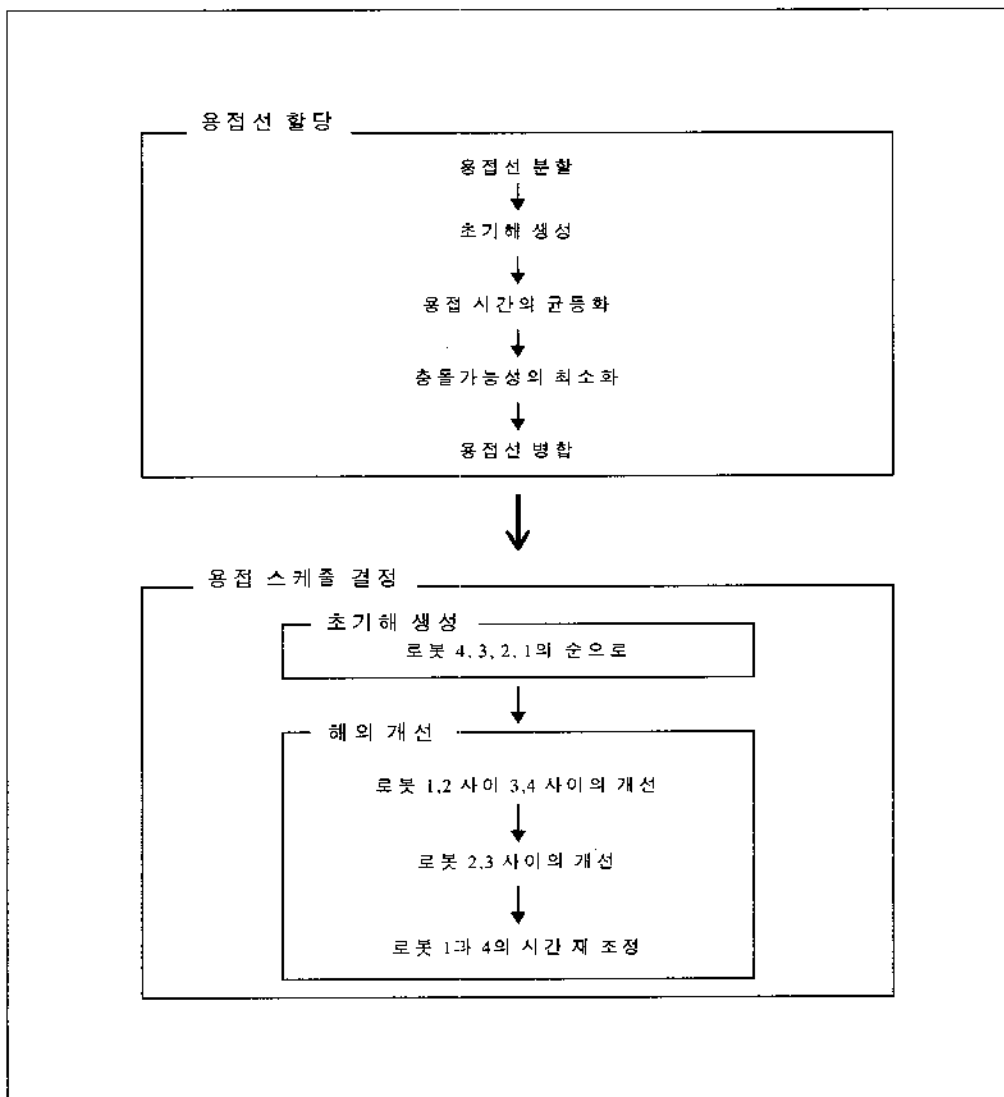 용접선 할당
용접선 분할
초기해 생성
용접 시간의 균등화
충돌가능성의 최소화
용접선 병합
용접 스케줄 결정
초기해 생성
로봇 4, 3, 2, 1의 순으로
해의 개선
로봇 1,2 사이 3,4 사이의 개선
로봇 2,3 사이의 개선
로봇 1과 4의 시간 재 조정